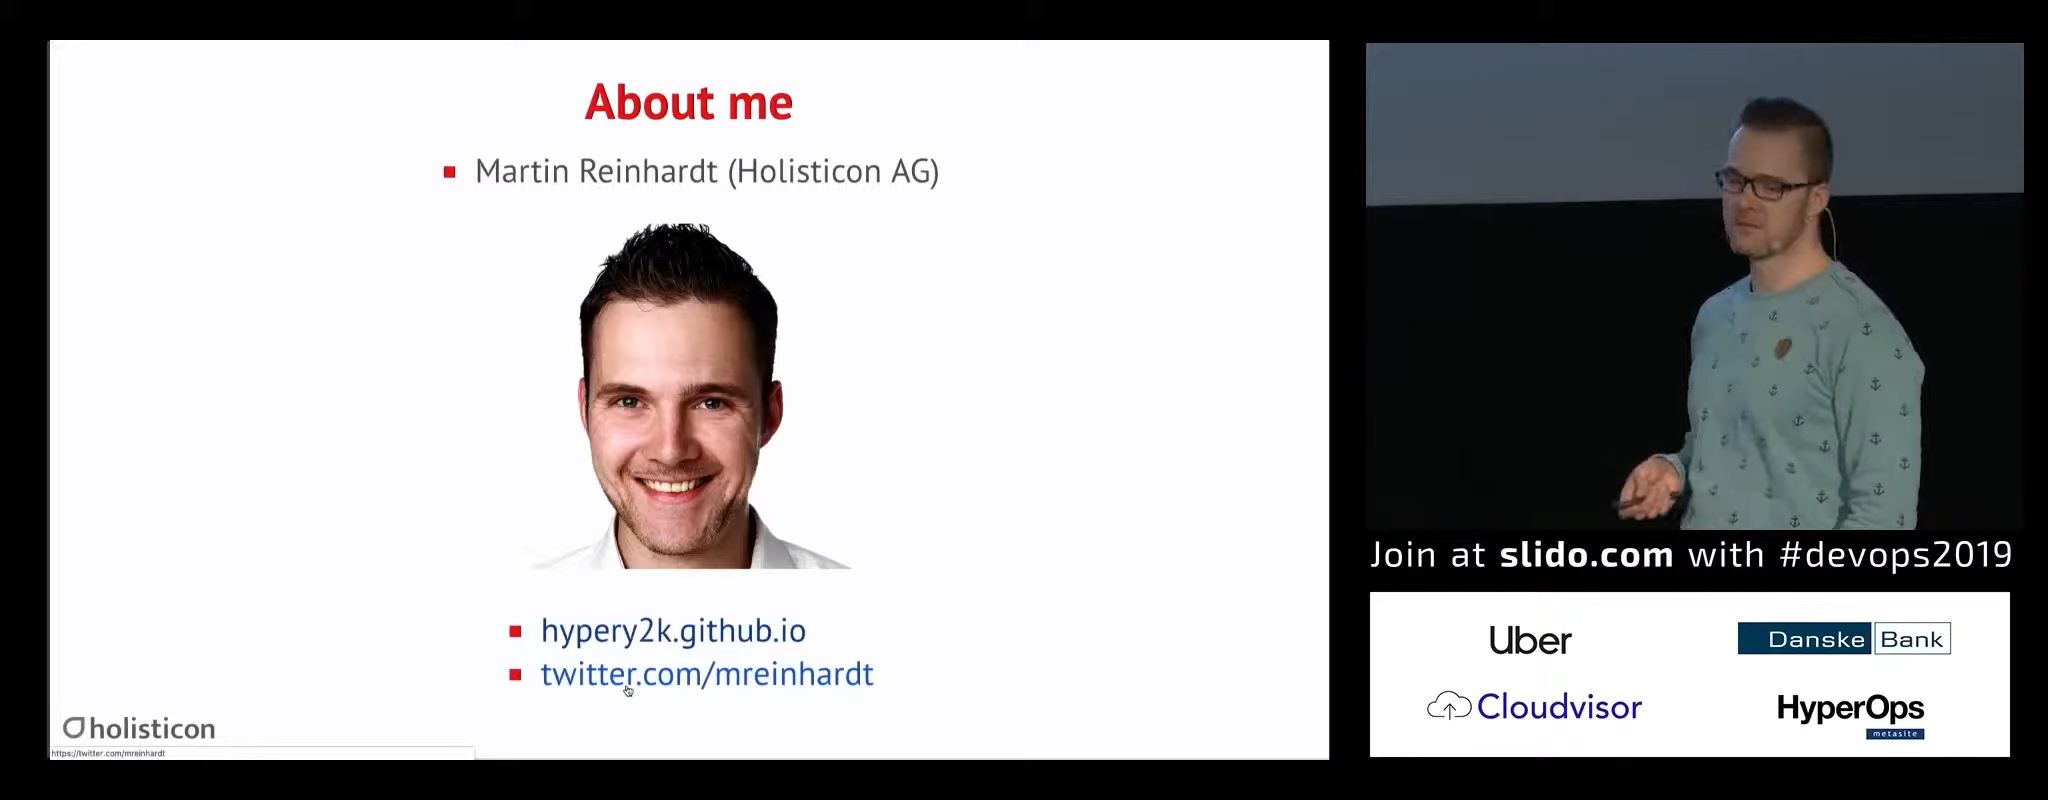 About me
Martin Reinhardt (Holisticon AG)
hypery2k.github.io
twitter.com/mreinhardt
holisticon
https://twitter.com/mreinhardt
Join at slido.com with #devops2019
Uber
Danske Bank
Cloudvisor
HyperOps
metasite